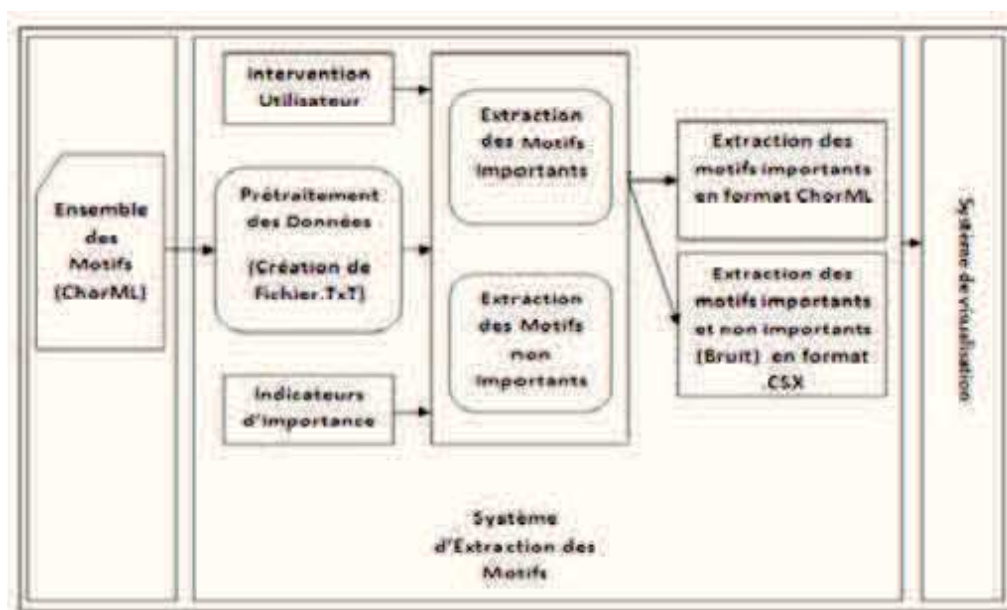 Ensemble
des
Motifs
(ChorML)
Intervention
Utilisateur
Prétraitement
des Données
(Création de
Fichier.TxT)
Indicateurs
d'Importance
Extraction
des Motifs
Importants
Extraction
des Motifs
non
Importants
Extraction des
motifs importants
en format ChorML
Extraction des
motifs importants
et non importants
(Bruit) en format
CSX
Système
d'Extraction des
Motifs
Système de visualisation